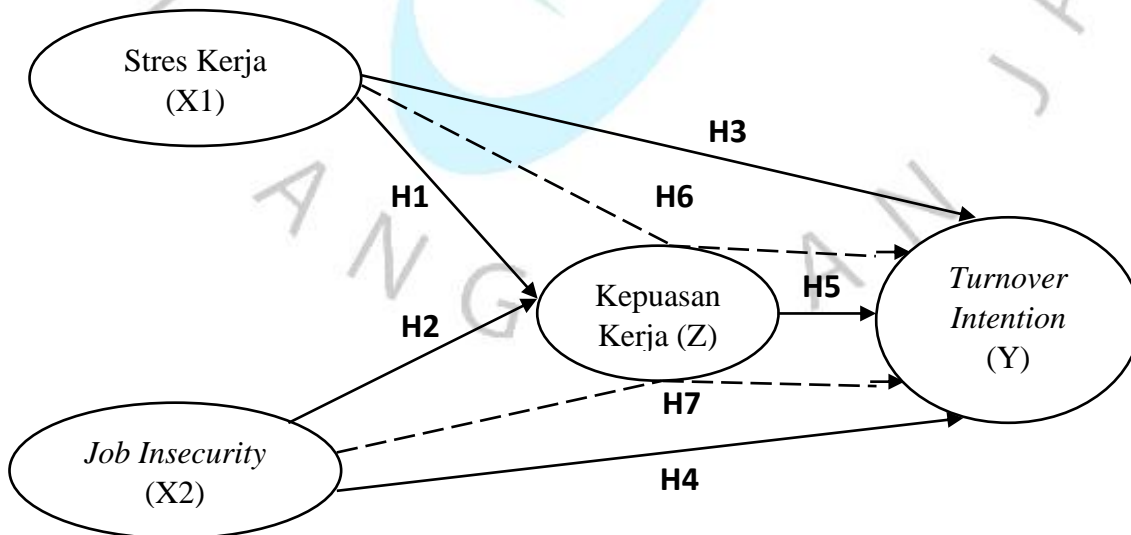 Stres Kerja
(X1)
H3
H1
H6
Kepuasan
Kerja (Z)
H5
Turnover
Intention
(Y)
H2
H7
Job Insecurity
(X2)
H4
A N G
A N J A